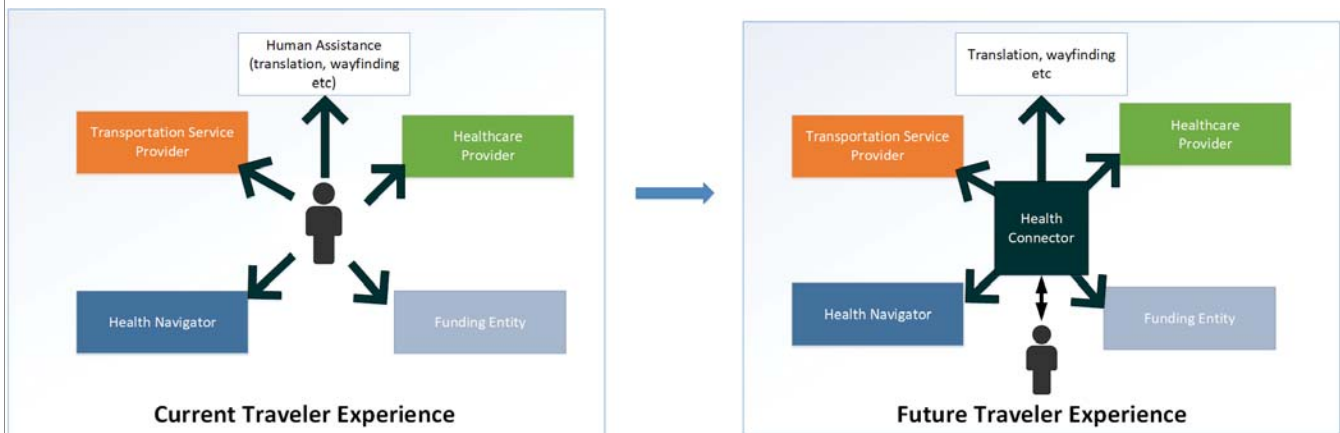 Human Assistance
(translation, wayfinding
etc)
Transportation Service
Provider
Healthcare
Provider
Health Navigator
Funding Entity
Current Traveler Experience
Translation, wayfinding
etc
Transportation Service
Provider
Healthcare
Provider
Health
Connector
Health Navigator
Funding Entity
Future Traveler Experience